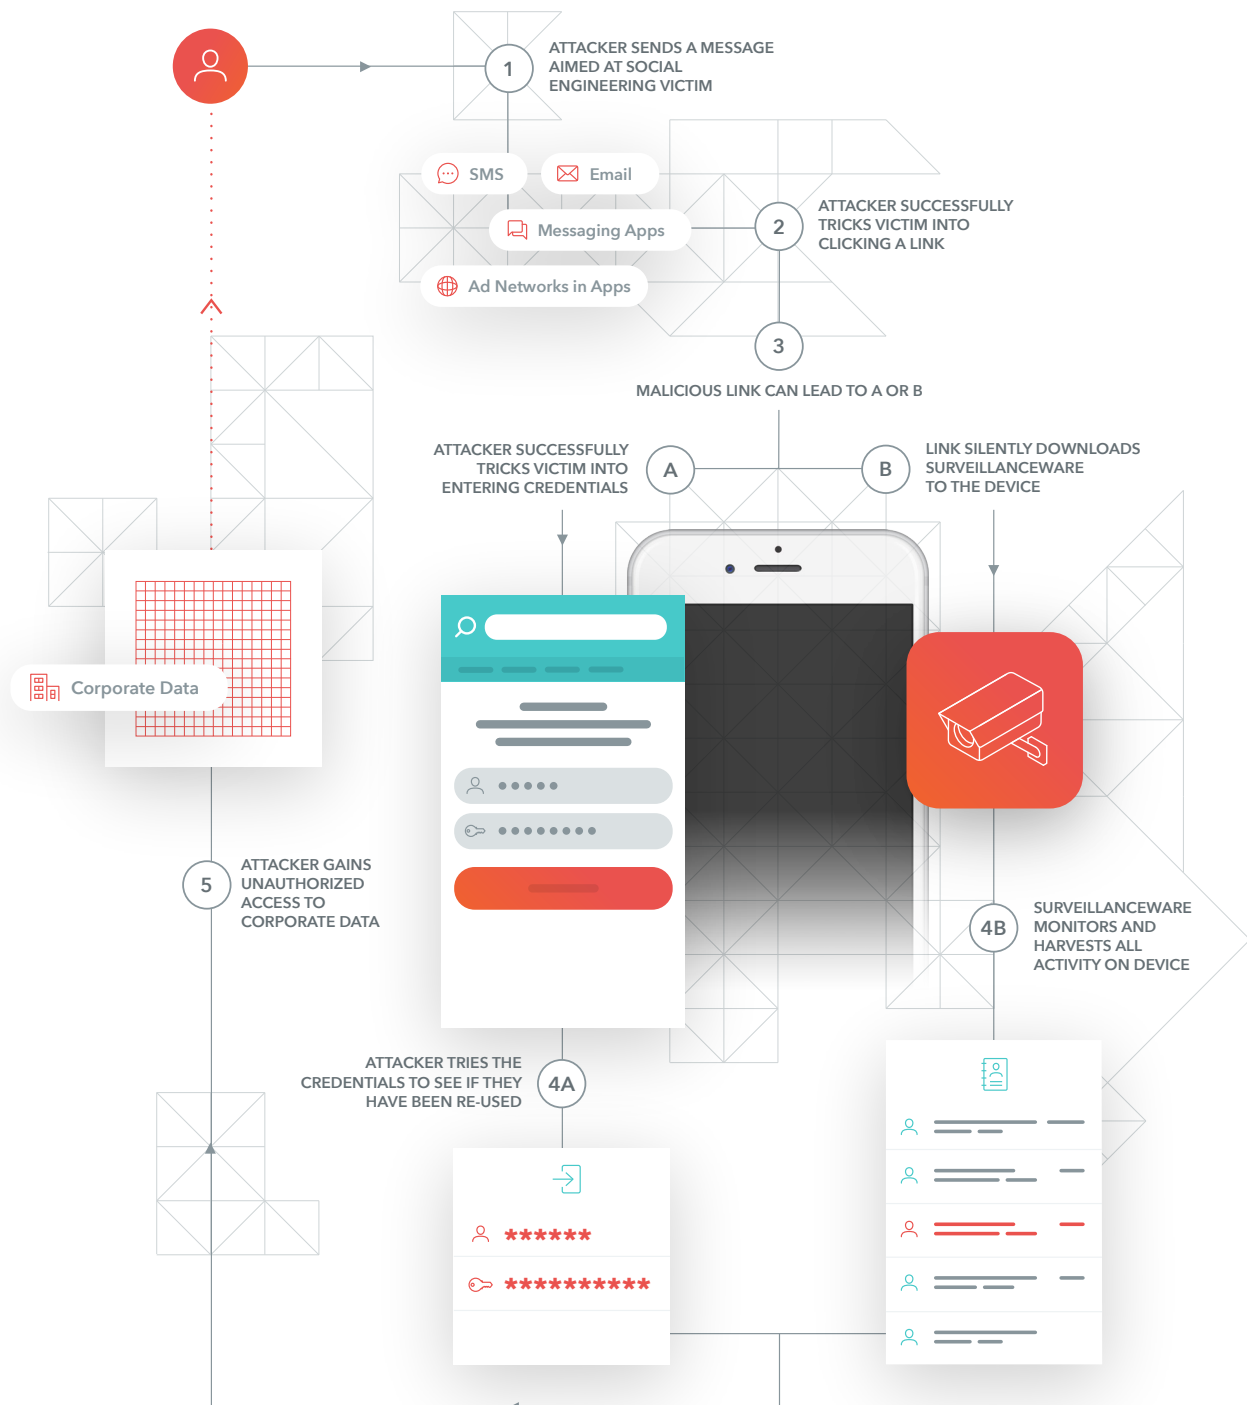 1
ATTACKER SENDS A MESSAGE
AIMED AT SOCIAL
ENGINEERING VICTIM
SMS
Email
Messaging Apps
Ad Networks in Apps
2
ATTACKER SUCCESSFULLY
TRICKS VICTIM INTO
CLICKING A LINK
3
MALICIOUS LINK CAN LEAD TO A OR B
ATTACKER SUCCESSFULLY
TRICKS VICTIM INTO
ENTERING CREDENTIALS
A
B
LINK SILENTLY DOWNLOADS
SURVEILLANCEWARE
TO THE DEVICE
Corporate Data
5
ATTACKER GAINS
UNAUTHORIZED
ACCESS TO
CORPORATE DATA
4B
SURVEILLANCEWARE
MONITORS AND
HARVESTS ALL
ACTIVITY ON DEVICE
ATTACKER TRIES THE
CREDENTIALS TO SEE IF THEY
HAVE BEEN RE-USED
4A
******
**********